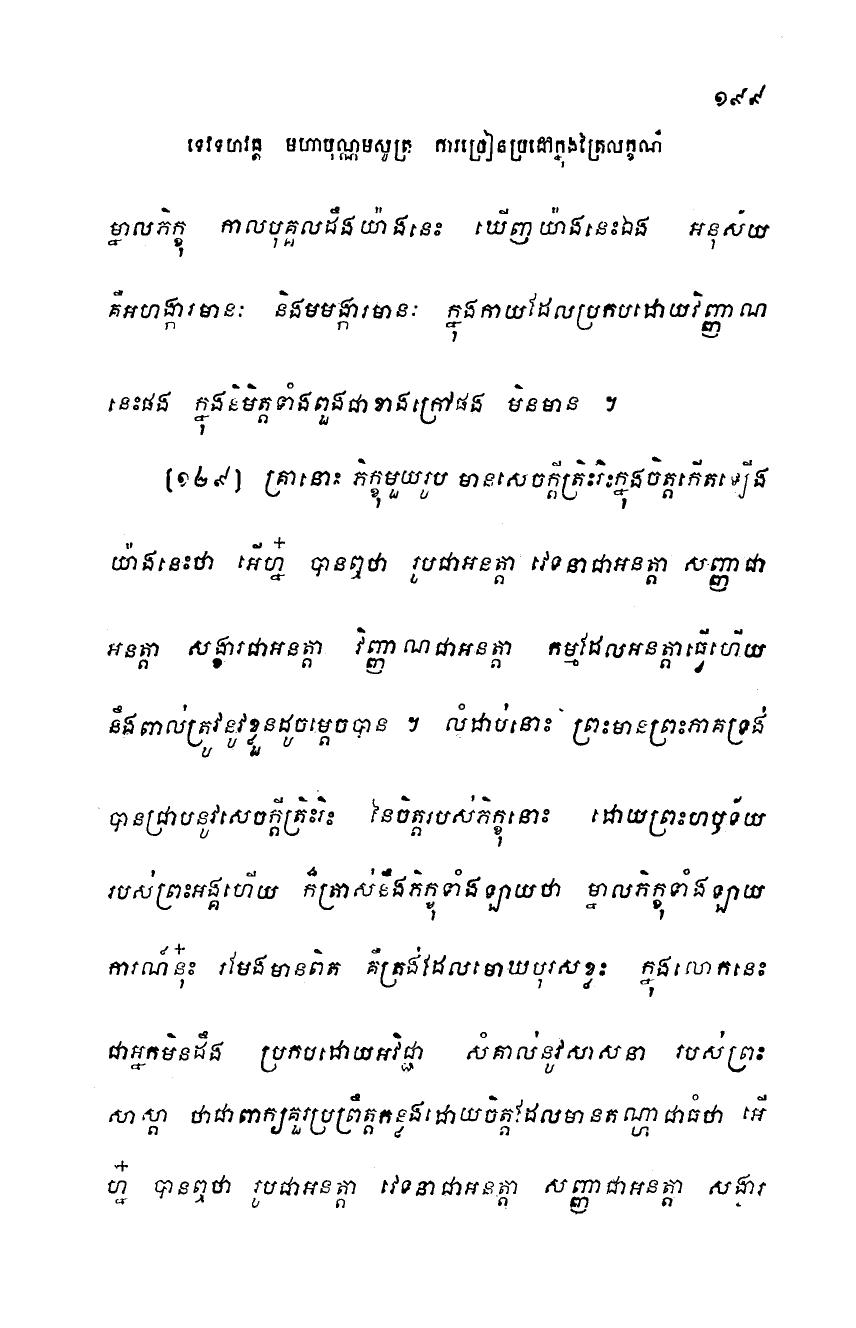 ១៩៩
ទេវទហវគ្គ មហាបុណ្ណមសូត្រ ការប្រៀនប្រដៅក្នុងត្រៃលក្ខណ៍
ម្នាលភិក្ខុ កាលបុគ្គលដឹងយ៉ាងនេះ ឃើញយ៉ាងនេះឯង អនុស័យ
គឺអហង្ការមានះ និងមមង្ការមានះ ក្នុងកាយដែលប្រកបដោយវិញ្ញាណ
នេះផង ក្នុងនិមិត្តទាំងពួងជាខាងក្រៅផង មិនមាន ។
[១២៩] គ្រានោះ ភិក្ខុមួយរូប មានសេចក្តីត្រិះរិះក្នុងចិត្តកើតឡើង
យ៉ាងនេះថា អើហ្ន៎ បានឮថា រូបជាអនត្តា វេទនាជាអនត្តា សញ្ញាជា
អនត្តា សង្ខារជាអនត្តា វិញ្ញាណជាអនត្តា កម្មដែលអនត្តាធ្វើហើយ
នឹងពាល់ត្រូវនូវខ្លួនដូចម្តេចបាន ។ លំដាប់នោះ ព្រះមានព្រះភាគទ្រង់
បានជ្រាបនូវសេចក្តីត្រិះរិះ នៃចិត្តរបស់ភិក្ខុនោះ ដោយព្រះហឫទ័យ
របស់ព្រះអង្គហើយ ក៏ត្រាស់នឹងភិក្ខុទាំងឡាយថា ម្នាលភិក្ខុទាំងឡាយ
ការណ៍នុ៎ះ រមែងមានពិត គឺត្រង់ដែលមោឃបុរសខ្លះ ក្នុងលោកនេះ
ជាអ្នកមិនដឹង ប្រកបដោយអវិជ្ជា សំគាល់នូវសាសនា របស់ព្រះ
សាស្តា ថាជាពាក្យគួរប្រព្រឹត្តកន្លងដោយចិត្តដែលមានតណ្ហាជាធំថា អើ
ហ្ន៎ បានឮថា រូបជាអនត្តា វេទនាជាអនត្តា សញ្ញាជាអនត្តា សង្ខារ